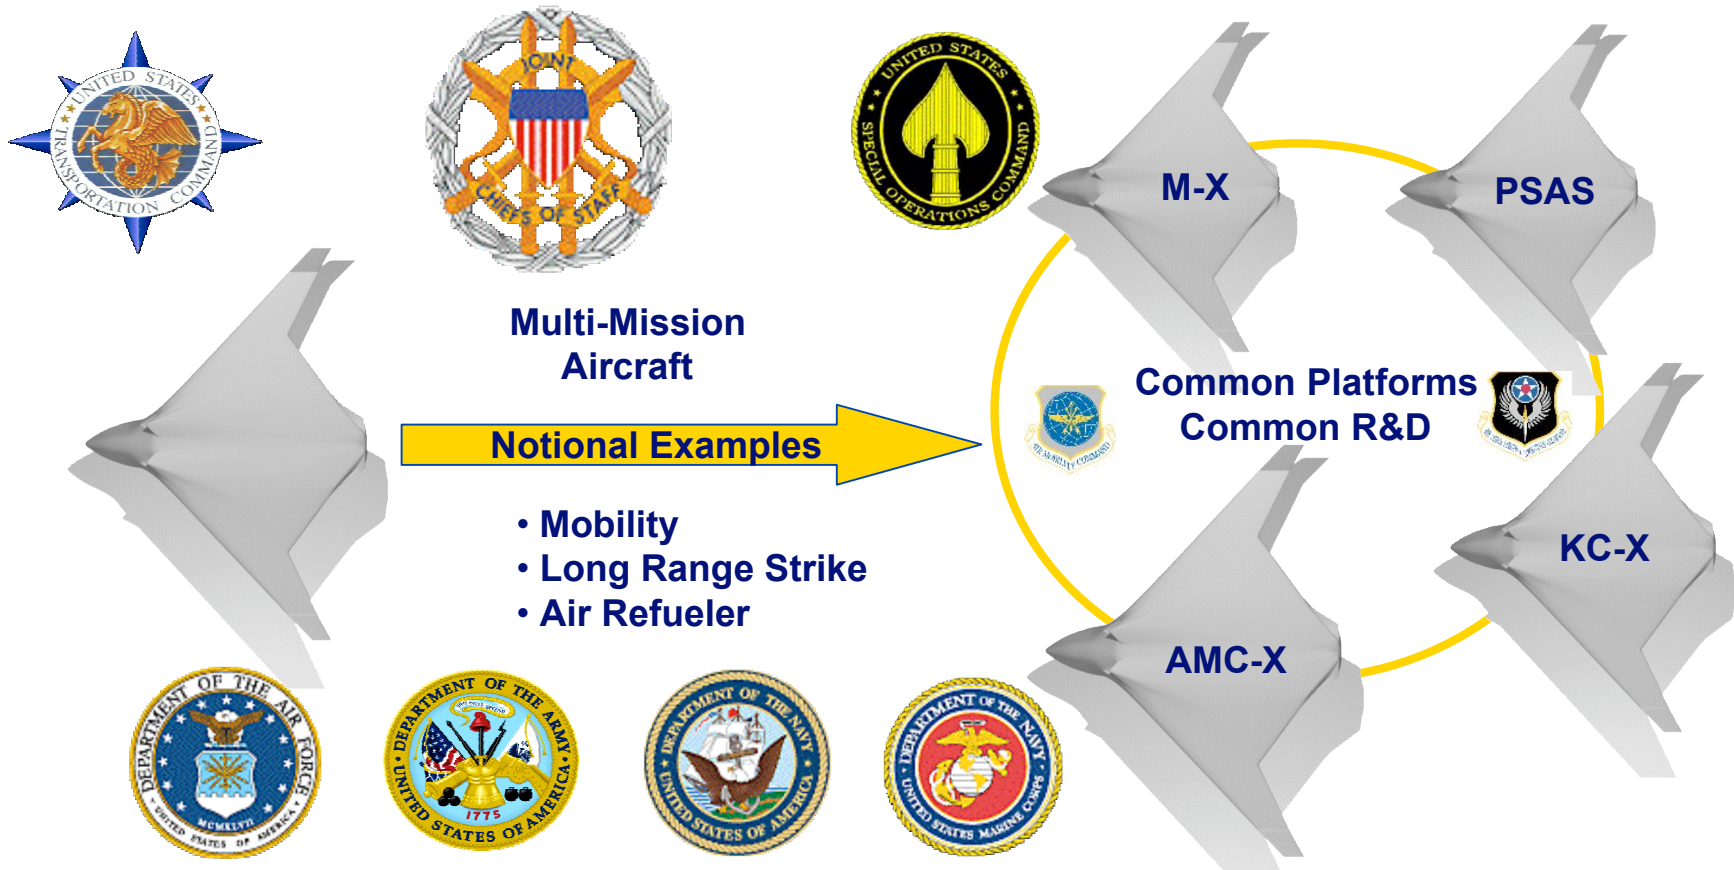 UNITED STATES
TRANSPORTATION COMMAND
JOINT
CHIEFS OF STAFF
UNITED STATES
SPECIAL OPERATIONS COMMAND
M-X
PSAS
Multi-Mission
Aircraft
Notional Examples
• Mobility
• Long Range Strike
• Air Refueler
Common Platforms
Common R&D
AIR MOBILITY COMMAND
KC-X
AMC-X
DEPARTMENT OF THE AIR FORCE
UNITED STATES OF AMERICA
MCMXLVII
DEPARTMENT OF THE ARMY
UNITED STATES OF AMERICA
1775
DEPARTMENT OF THE NAVY
UNITED STATES OF AMERICA
DEPARTMENT OF THE NAVY
UNITED STATES MARINE CORPS